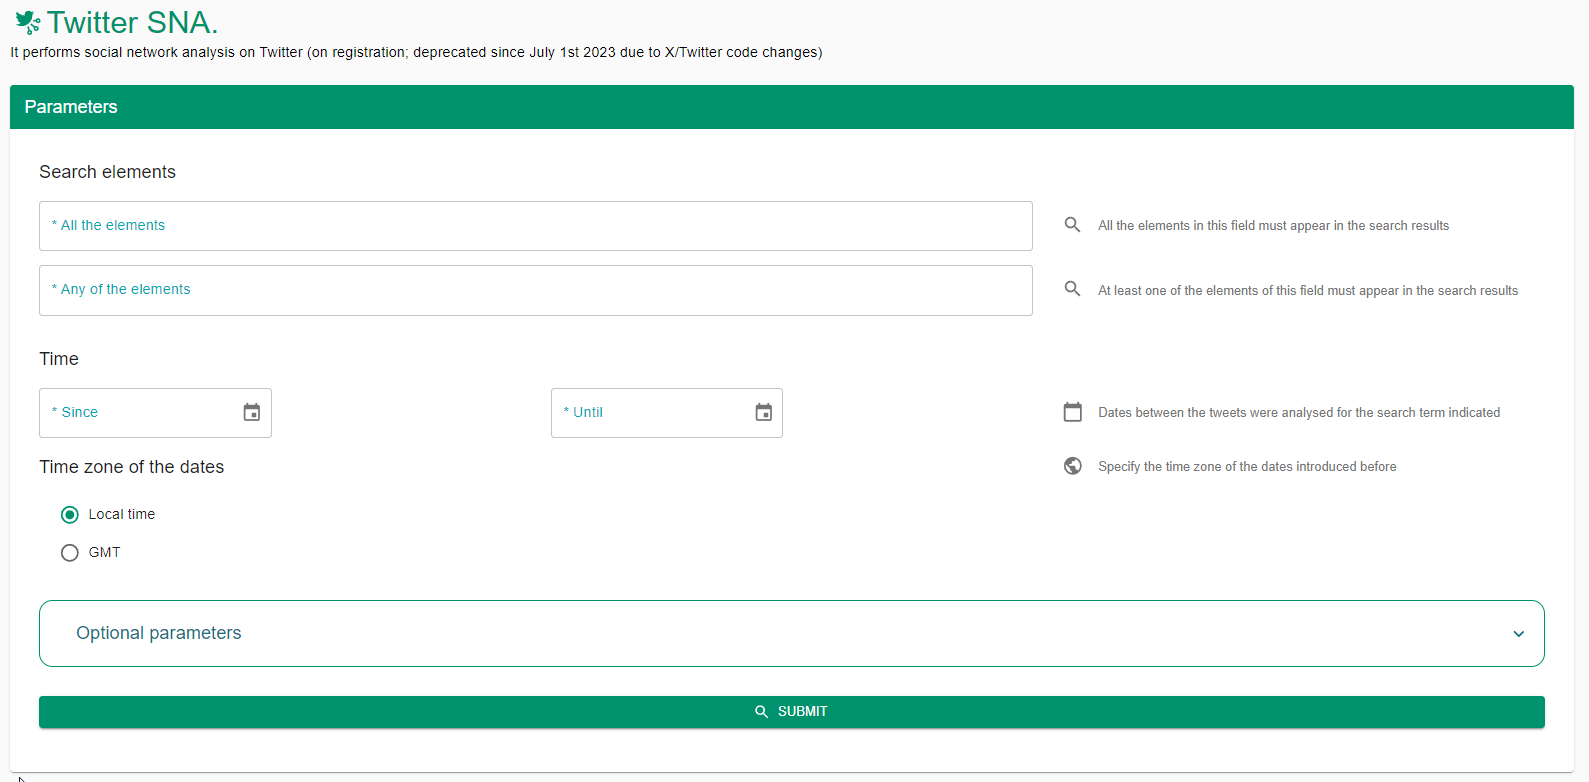 Twitter SNA.
It performs social network analysis on Twitter (on registration; deprecated since July 1st 2023 due to X/Twitter code changes)
Parameters
Search elements
* All the elements
All the elements in this field must appear in the search results
* Any of the elements
At least one of the elements of this field must appear in the search results
Time
* Since
* Until
Dates between the tweets were analysed for the search term indicated
Time zone of the dates
Specify the time zone of the dates introduced before
Local time
GMT
Optional parameters
SUBMIT